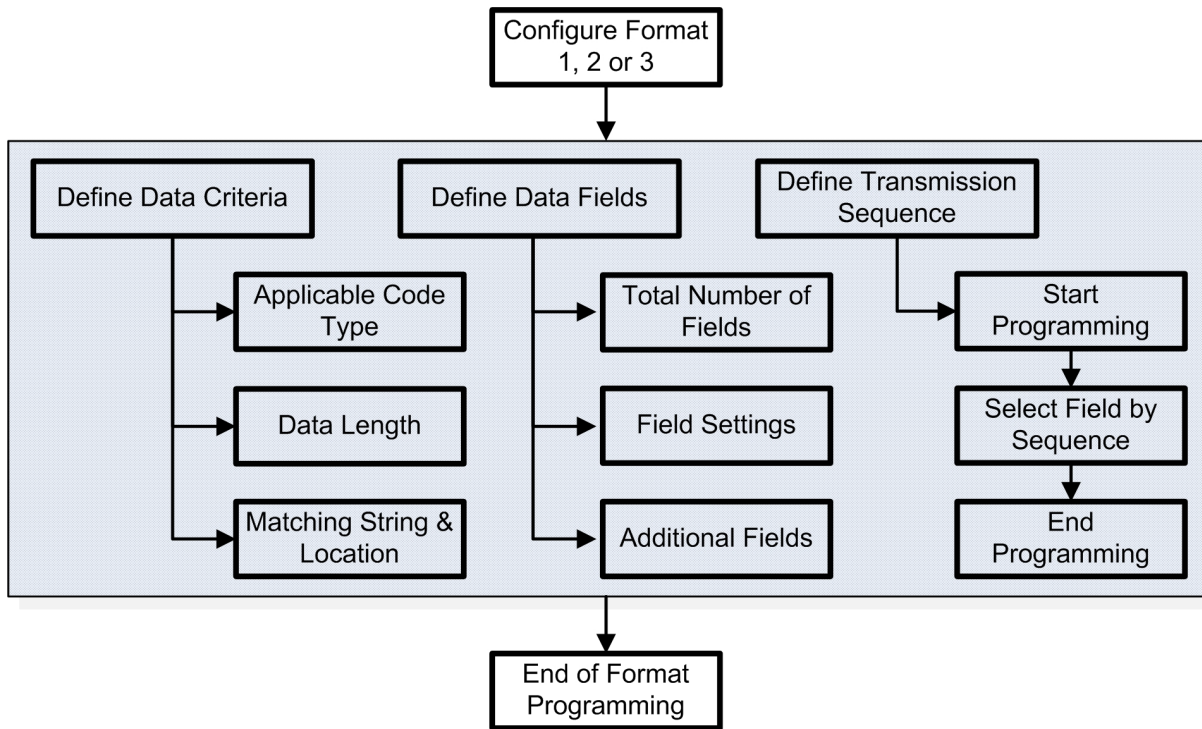 Configure Format
1, 2 or 3
Define Data Criteria
Applicable Code
Type
Data Length
Matching String &
Location
Define Data Fields
Total Number of
Fields
Field Settings
Additional Fields
Define Transmission
Sequence
Start
Programming
Select Field by
Sequence
End
Programming
End of Format
Programming